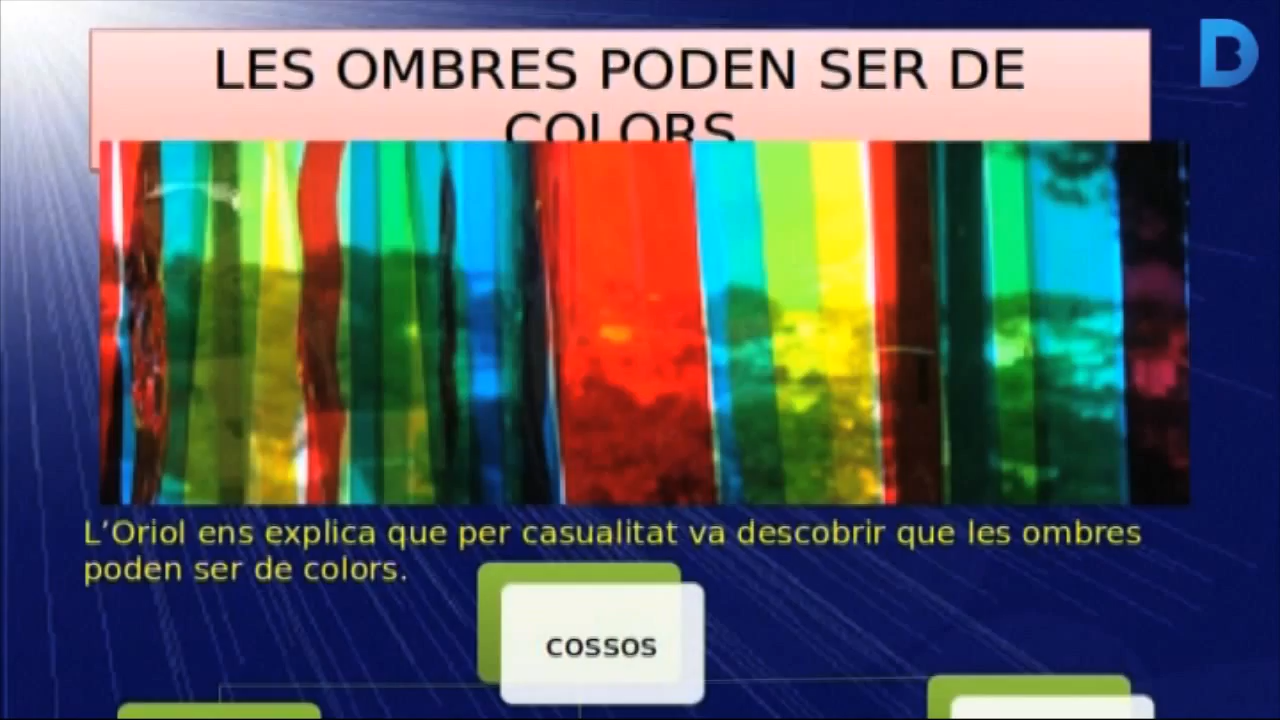 LES OMBRES PODEN SER DE
COLORS
L’Oriol ens explica que per casualitat va descobrir que les ombres
poden ser de colors.
cossos